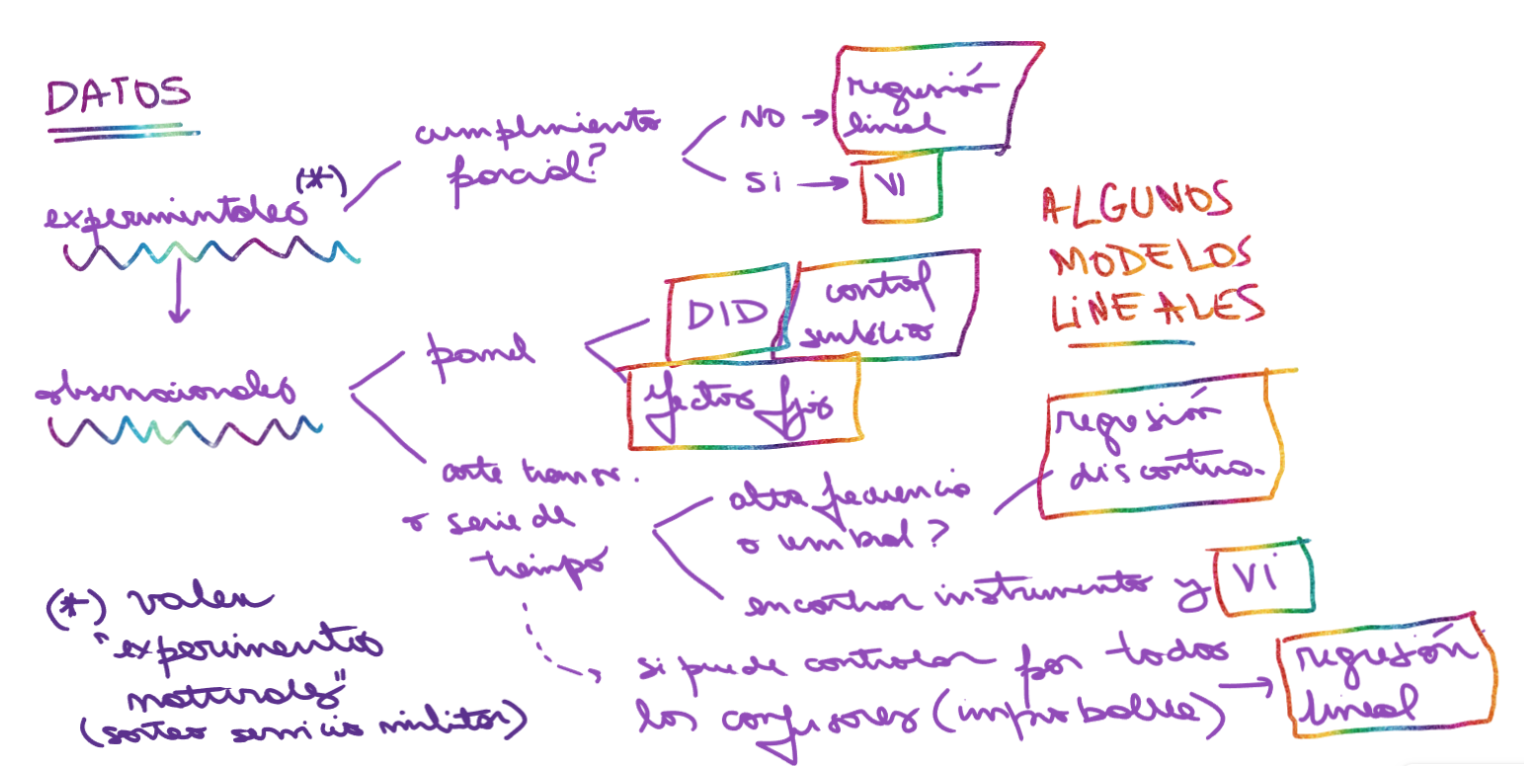 DATOS
experimentales (*)
cumplimiento
parcial?
NO →
regresión
lineal
Si →
VI
ALGUNOS
MODELOS
LiNEALES
observacionales
panel
DID
control
sintético
efectos fijos
corte transv.
o serie de
tiempo
alta frecuencia
o umbral?
regresión
discontinua.
encontrar instrumento y
Vi
si puede controlar por todos
los confusores (improbable) →
regresión
lineal
(*) valen
"experimentos
naturales"
(sorteo servicio militar)